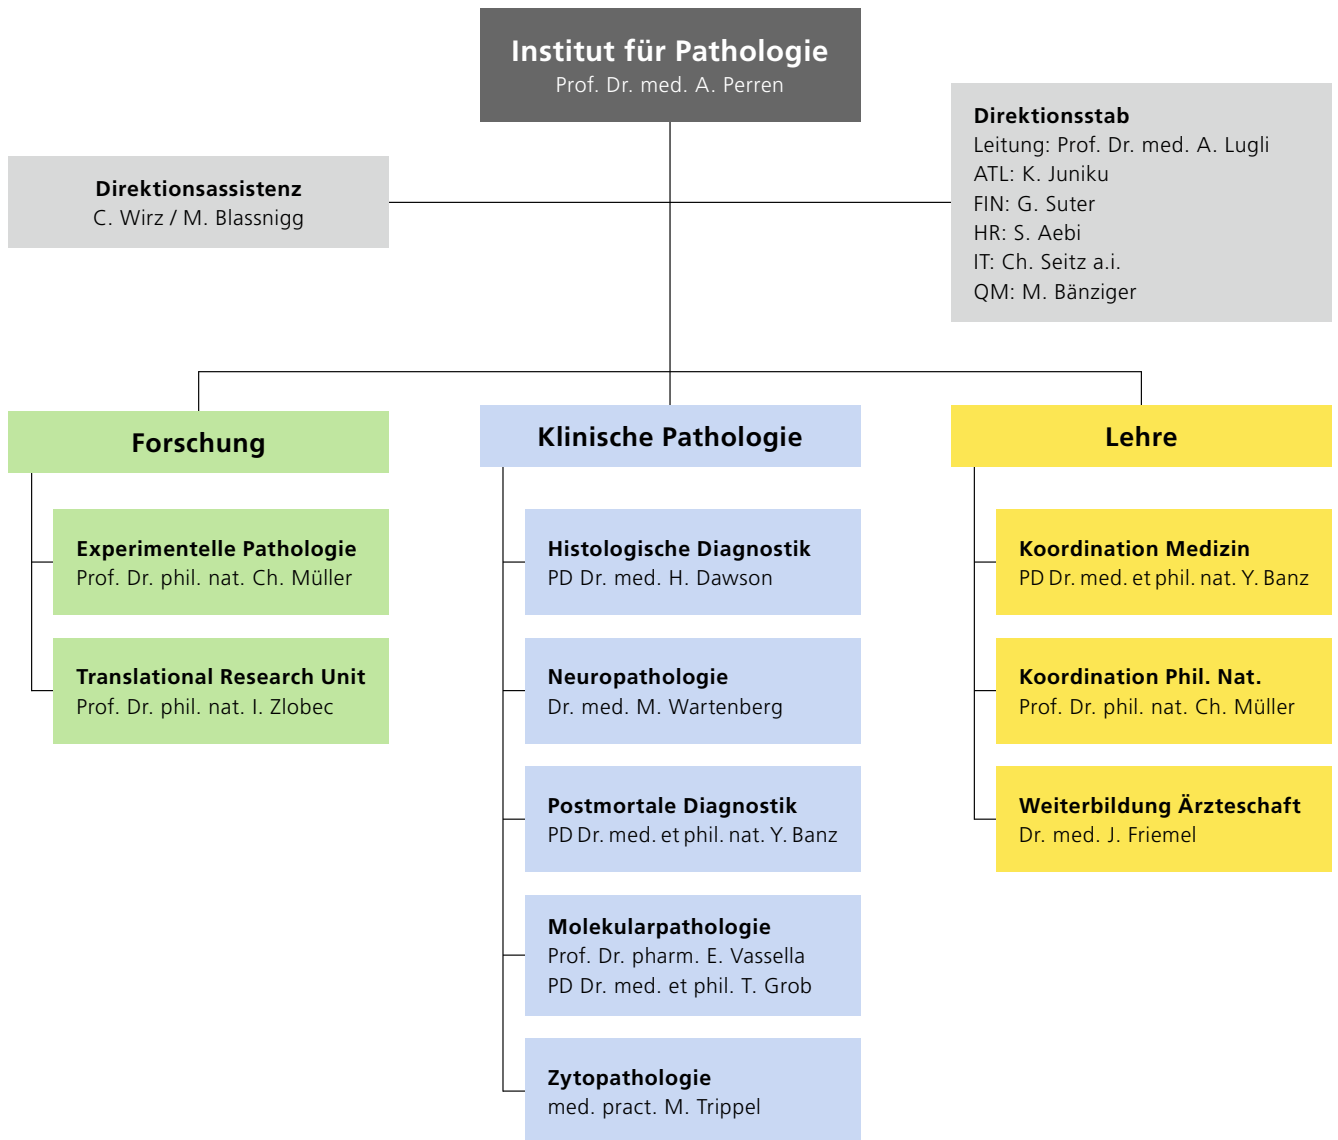 Institut für Pathologie
Prof. Dr. med. A. Perren
Direktionsassistenz
C. Wirz / M. Blassnigg
Direktionsstab
Leitung: Prof. Dr. med. A. Lugli
ATL: K. Juniku
FIN: G. Suter
HR: S. Aebi
IT: Ch. Seitz a.i.
QM: M. Bänziger
Forschung
Experimentelle Pathologie
Prof. Dr. phil. nat. Ch. Müller
Translational Research Unit
Prof. Dr. phil. nat. I. Zlobec
Klinische Pathologie
Histologische Diagnostik
PD Dr. med. H. Dawson
Neuropathologie
Dr. med. M. Wartenberg
Postmortale Diagnostik
PD Dr. med. et phil. nat. Y. Banz
Molekularpathologie
Prof. Dr. pharm. E. Vassella
PD Dr. med. et phil. T. Grob
Zytopathologie
med. pract. M. Trippel
Lehre
Koordination Medizin
PD Dr. med. et phil. nat. Y. Banz
Koordination Phil. Nat.
Prof. Dr. phil. nat. Ch. Müller
Weiterbildung Ärzteschaft
Dr. med. J. Friemel